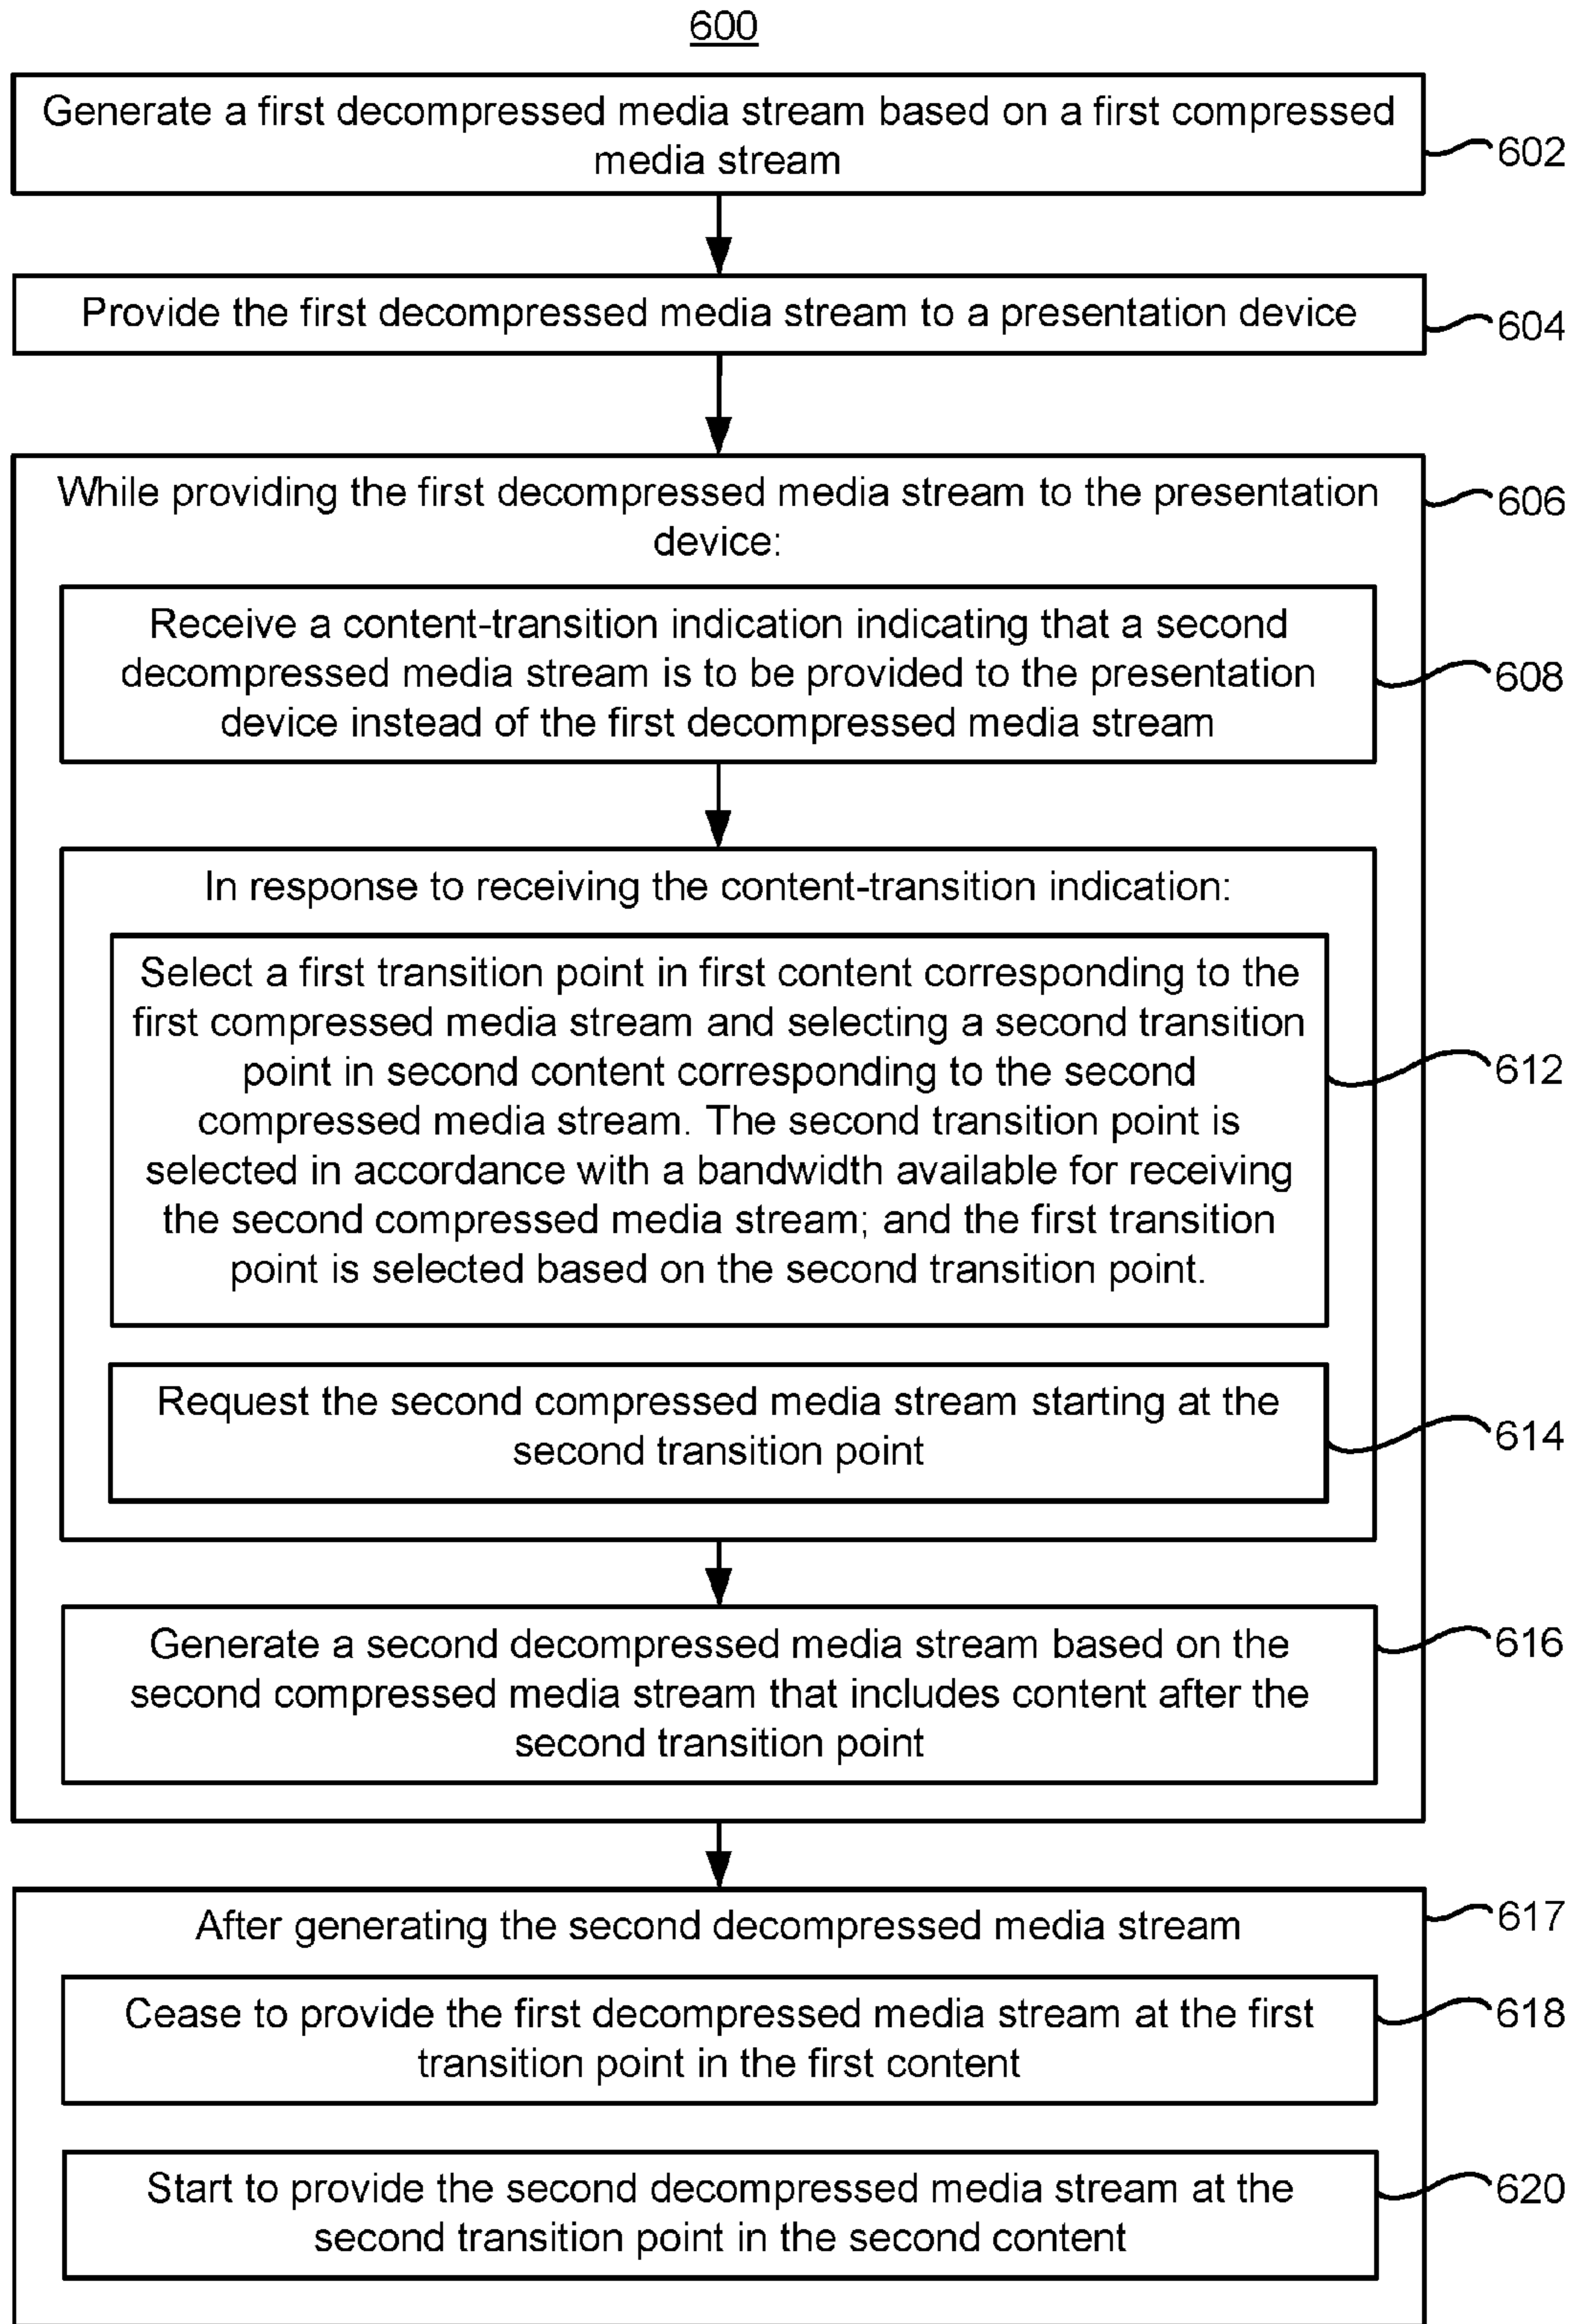 600
Generate a first decompressed media stream based on a first compressed
media stream
602
Provide the first decompressed media stream to a presentation device
604
While providing the first decompressed media stream to the presentation
device:
606
Receive a content-transition indication indicating that a second
decompressed media stream is to be provided to the presentation
device instead of the first decompressed media stream
608
In response to receiving the content-transition indication:
Select a first transition point in first content corresponding to the
first compressed media stream and selecting a second transition
point in second content corresponding to the second
compressed media stream. The second transition point is
selected in accordance with a bandwidth available for receiving
the second compressed media stream; and the first transition
point is selected based on the second transition point.
612
Request the second compressed media stream starting at the
second transition point
614
Generate a second decompressed media stream based on the
second compressed media stream that includes content after the
second transition point
616
After generating the second decompressed media stream
617
Cease to provide the first decompressed media stream at the first
transition point in the first content
618
Start to provide the second decompressed media stream at the
second transition point in the second content
620